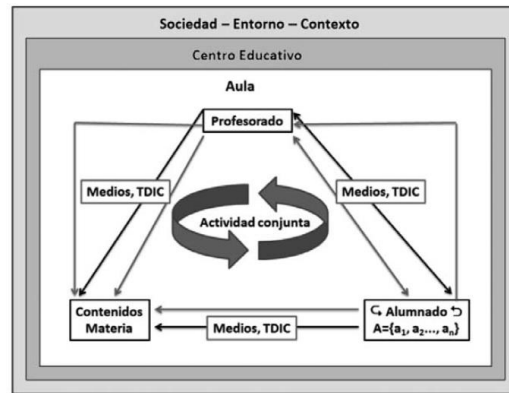 Sociedad – Entorno – Contexto
Centro Educativo
Aula
Profesorado
Medios, TDIC
Medios, TDIC
Actividad conjunta
Contenidos
Materia
Medios, TDIC
↪ Alumnado ↩
A={a₁, a₂..., aₙ}